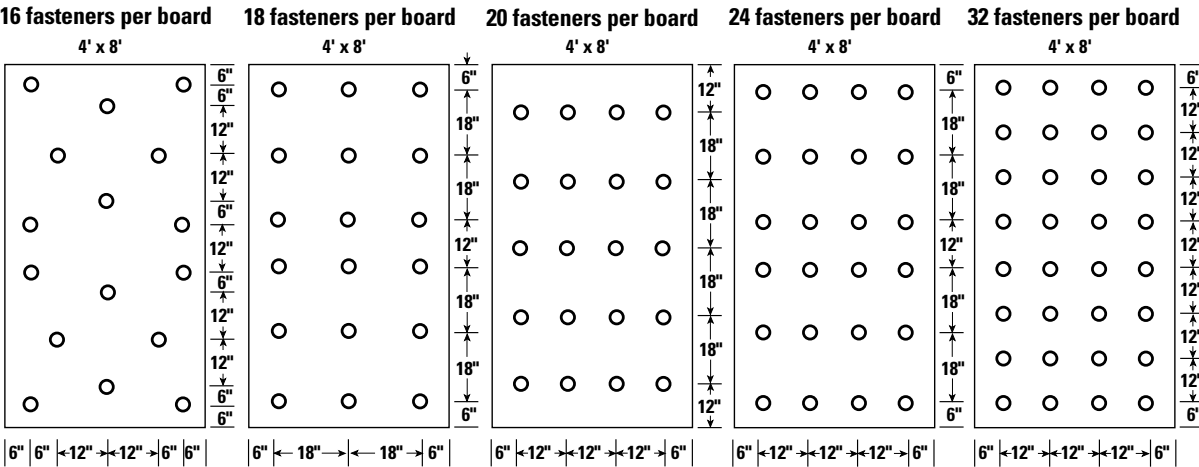 16 fasteners per board
4' x 8'
6"
6"
12"
12"
6"
12"
6"
12"
12"
6"
6"
6" 6" 12" 12" 6" 6"
18 fasteners per board
4' x 8'
6"
18"
18"
12"
18"
18"
6"
6" 18" 18" 6"
20 fasteners per board
4' x 8'
12"
18"
18"
18"
18"
12"
6" 12" 12" 12" 6"
24 fasteners per board
4' x 8'
6"
18"
18"
12"
18"
18"
6"
6" 12" 12" 12" 6"
32 fasteners per board
4' x 8'
6"
12"
12"
12"
12"
12"
12"
12"
6"
6" 12" 12" 12" 6"